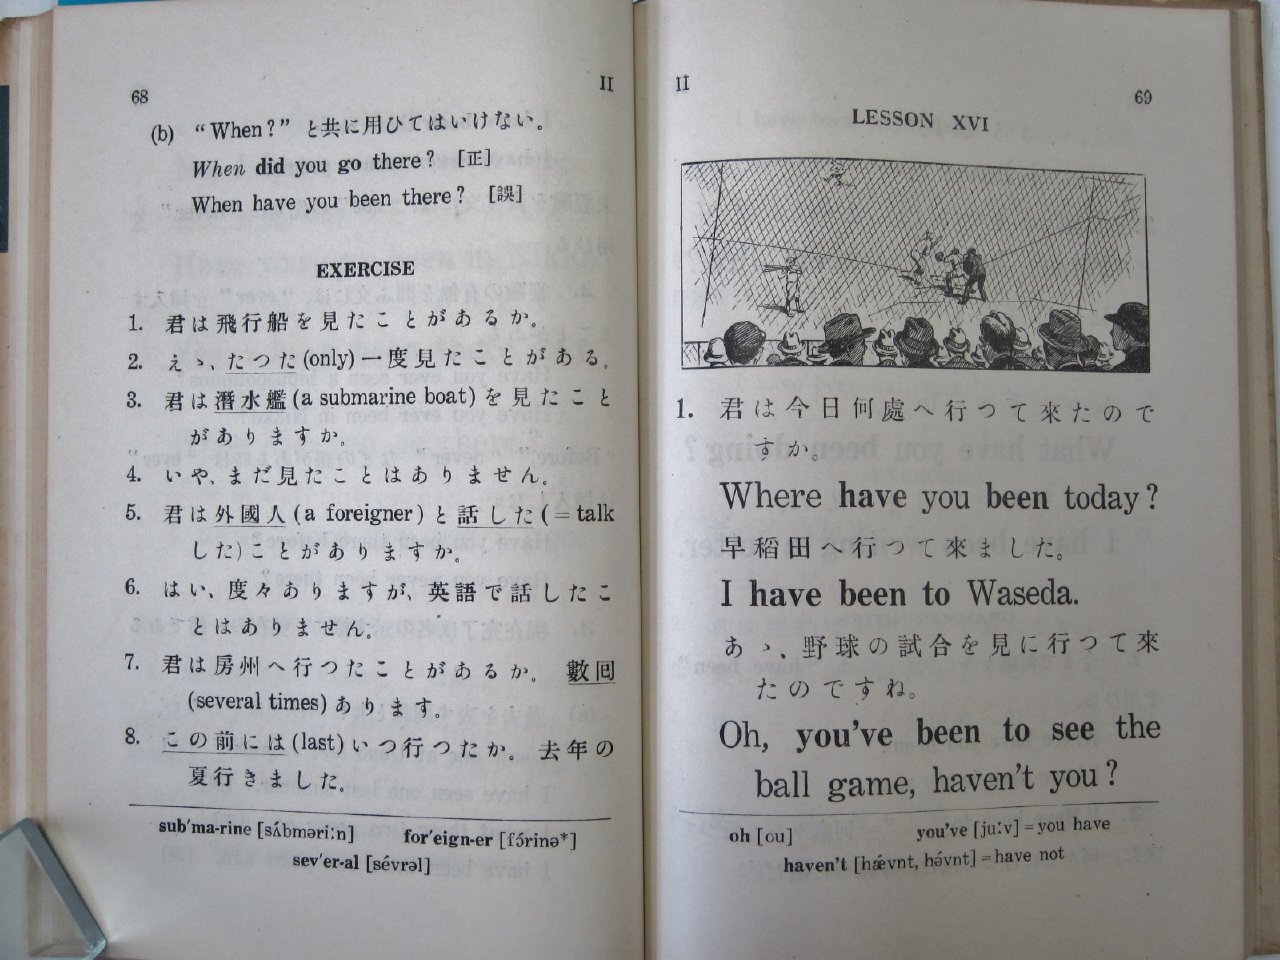 68
II
(b) “When?” と共に用ひてはいけない。
When did you go there? [正]
When have you been there? [誤]
EXERCISE
1. 君は飛行船を見たことがあるか。
2. えゝ、たつた(only)一度見たことがある。
3. 君は潛水艦(a submarine boat)を見たこと
がありますか。
4. いや、まだ見たことはありません。
5. 君は外國人(a foreigner)と話した(=talk
した)ことがありますか。
6. はい、度々ありますが、英語で話したこ
とはありません。
7. 君は房州へ行つたことがあるか。 數回
(several times)あります。
8. この前には(last)いつ行つたか。 去年の
夏行きました。
sub′ma-rine [sʌ́bməriːn] for′eign-er [fɔ́rinə*]
sev′er-al [sévrəl]
II
69
LESSON XVI
1. 君は今日何處へ行つて來たので
すか。
Where have you been today?
早稻田へ行つて來ました。
I have been to Waseda.
あゝ、野球の試合を見に行つて來
たのですね。
Oh, you've been to see the
ball game, haven't you?
oh [ou] you've [juːv]=you have
haven't [hǽvnt, hə́vnt]=have not